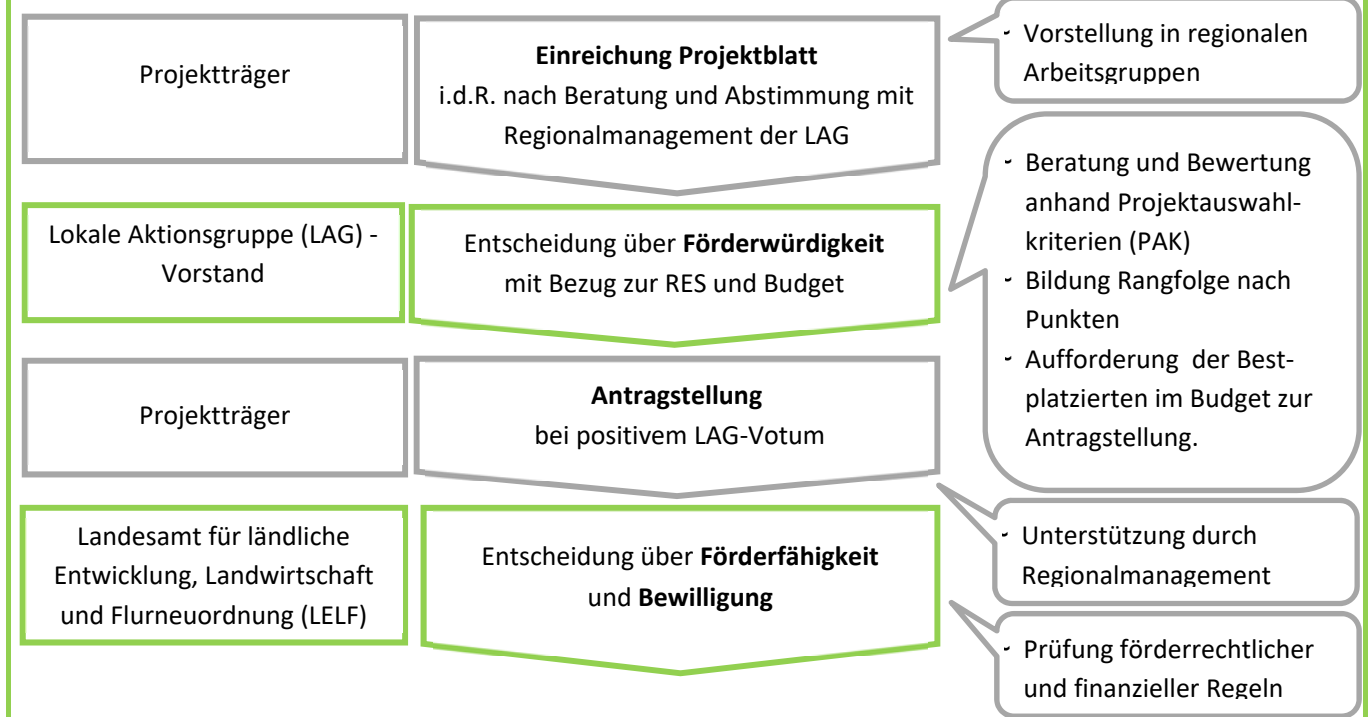 Projektträger
Einreichung Projektblatt
i.d.R. nach Beratung und Abstimmung mit
Regionalmanagement der LAG
- Vorstellung in regionalen
Arbeitsgruppen
Lokale Aktionsgruppe (LAG) -
Vorstand
Entscheidung über Förderwürdigkeit
mit Bezug zur RES und Budget
- Beratung und Bewertung
anhand Projektauswahl-
kriterien (PAK)
- Bildung Rangfolge nach
Punkten
- Aufforderung der Best-
platzierten im Budget zur
Antragstellung.
Projektträger
Antragstellung
bei positivem LAG-Votum
- Unterstützung durch
Regionalmanagement
Landesamt für ländliche
Entwicklung, Landwirtschaft
und Flurneuordnung (LELF)
Entscheidung über Förderfähigkeit
und Bewilligung
- Prüfung förderrechtlicher
und finanzieller Regeln